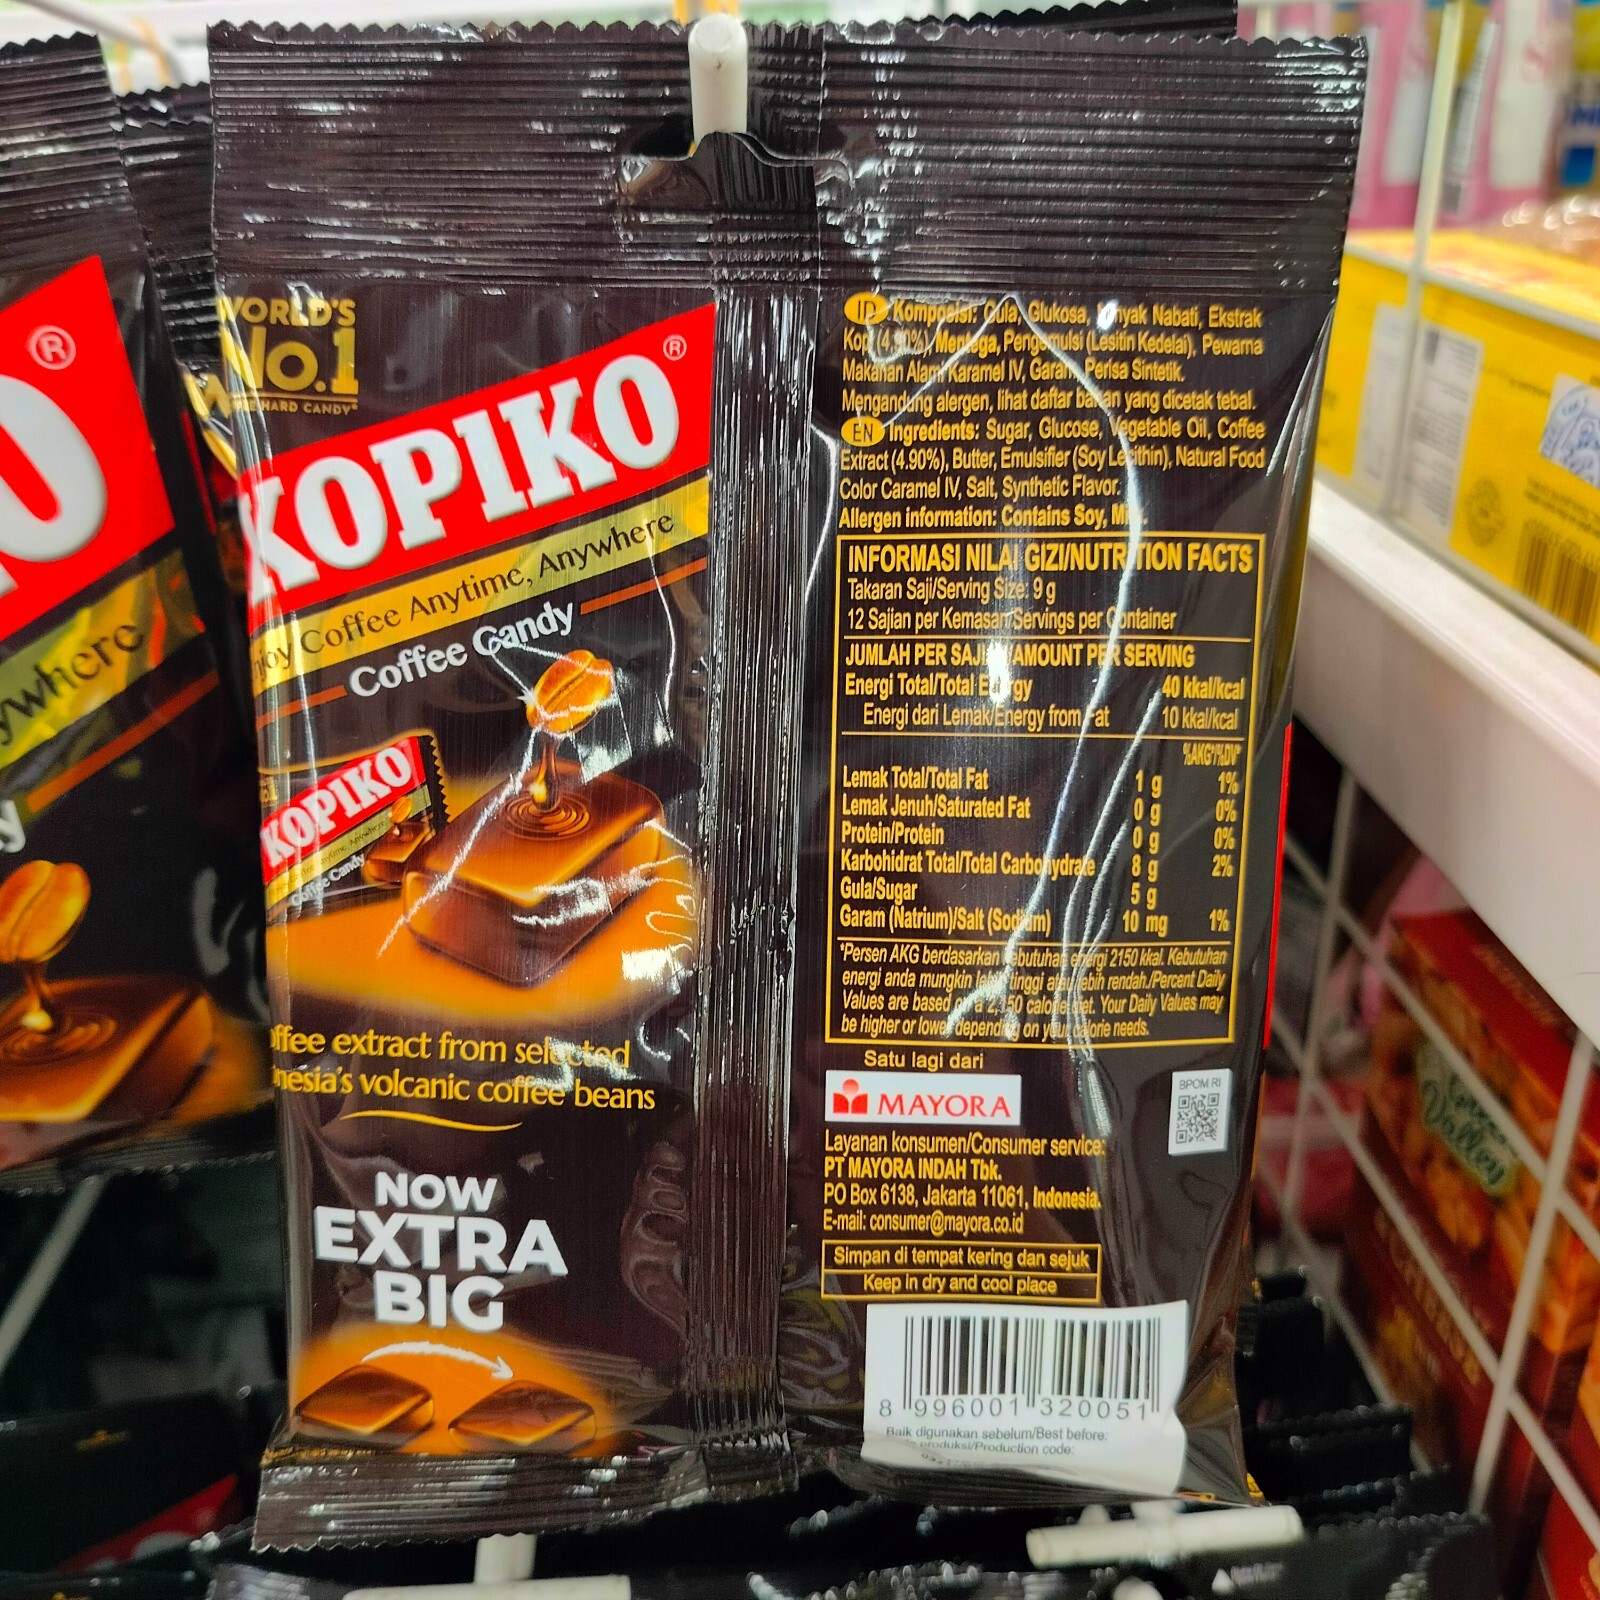 WORLD'S
No.1
HARD CANDY®
KOPIKO®
Enjoy Coffee Anytime, Anywhere
Coffee Candy
KOPIKO
Coffee Candy
Coffee extract from selected
volcanic coffee beans
NOW
EXTRA
BIG
ID Komposisi: Gula, Glukosa, Minyak Nabati, Ekstrak
Kopi (4,90%), Mentega, Pengemulsi (Lesitin Kedelai), Pewarna
Makanan Alami Karamel IV, Garam, Perisa Sintetik.
Mengandung alergen, lihat daftar bahan yang dicetak tebal.
EN Ingredients: Sugar, Glucose, Vegetable Oil, Coffee
Extract (4.90%), Butter, Emulsifier (Soy Lecithin), Natural Food
Color Caramel IV, Salt, Synthetic Flavor.
Allergen information: Contains Soy, Milk.
INFORMASI NILAI GIZI/NUTRITION FACTS
Takaran Saji/Serving Size: 9 g
12 Sajian per Kemasan/Servings per Container
JUMLAH PER SAJIAN/AMOUNT PER SERVING
Energi Total/Total Energy 40 kkal/kcal
Energi dari Lemak/Energy from Fat 10 kkal/kcal
%AKG*/%DV*
Lemak Total/Total Fat 1 g 1%
Lemak Jenuh/Saturated Fat 0 g 0%
Protein/Protein 0 g 0%
Karbohidrat Total/Total Carbohydrate 8 g 2%
Gula/Sugar 5 g
Garam (Natrium)/Salt (Sodium) 10 mg 1%
*Persen AKG berdasarkan kebutuhan energi 2150 kkal. Kebutuhan
energi anda mungkin lebih tinggi atau lebih rendah./Percent Daily
Values are based on a 2,150 calorie diet. Your Daily Values may
be higher or lower depending on your calorie needs.
Satu lagi dari
MAYORA
BPOM RI
Layanan konsumen/Consumer service:
PT MAYORA INDAH Tbk.
PO Box 6138, Jakarta 11061, Indonesia.
E-mail: consumer@mayora.co.id
Simpan di tempat kering dan sejuk
Keep in dry and cool place
8 996001 320051
Baik digunakan sebelum/Best before:
produksi/Production code: